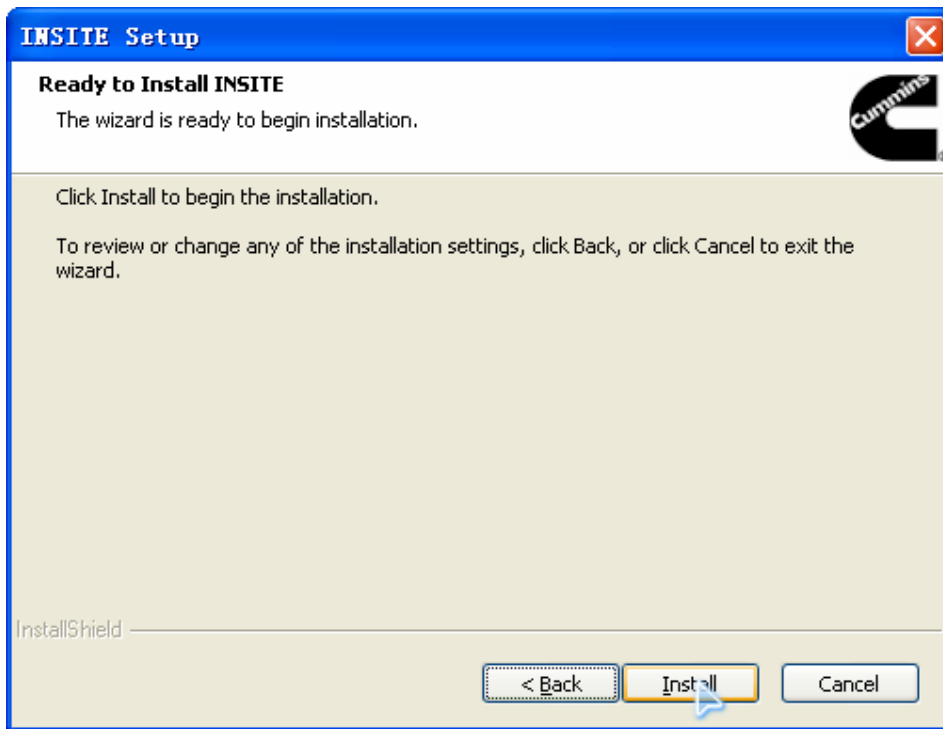 INSITE Setup
Ready to Install INSITE
The wizard is ready to begin installation.
Cummins
Click Install to begin the installation.
To review or change any of the installation settings, click Back, or click Cancel to exit the
wizard.
InstallShield
< Back Install Cancel